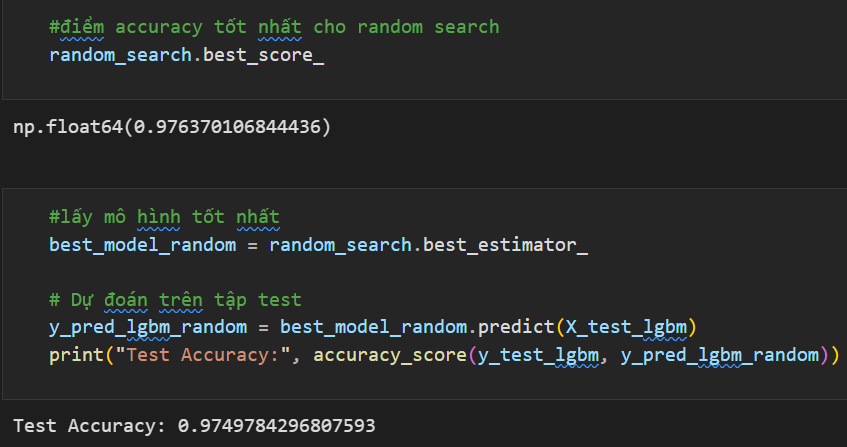 #điểm accuracy tốt nhất cho random search
random_search.best_score_
np.float64(0.976370106844436)
#lấy mô hình tốt nhất
best_model_random = random_search.best_estimator_
# Dự đoán trên tập test
y_pred_lgbm_random = best_model_random.predict(X_test_lgbm)
print("Test Accuracy:", accuracy_score(y_test_lgbm, y_pred_lgbm_random))
Test Accuracy: 0.9749784296807593